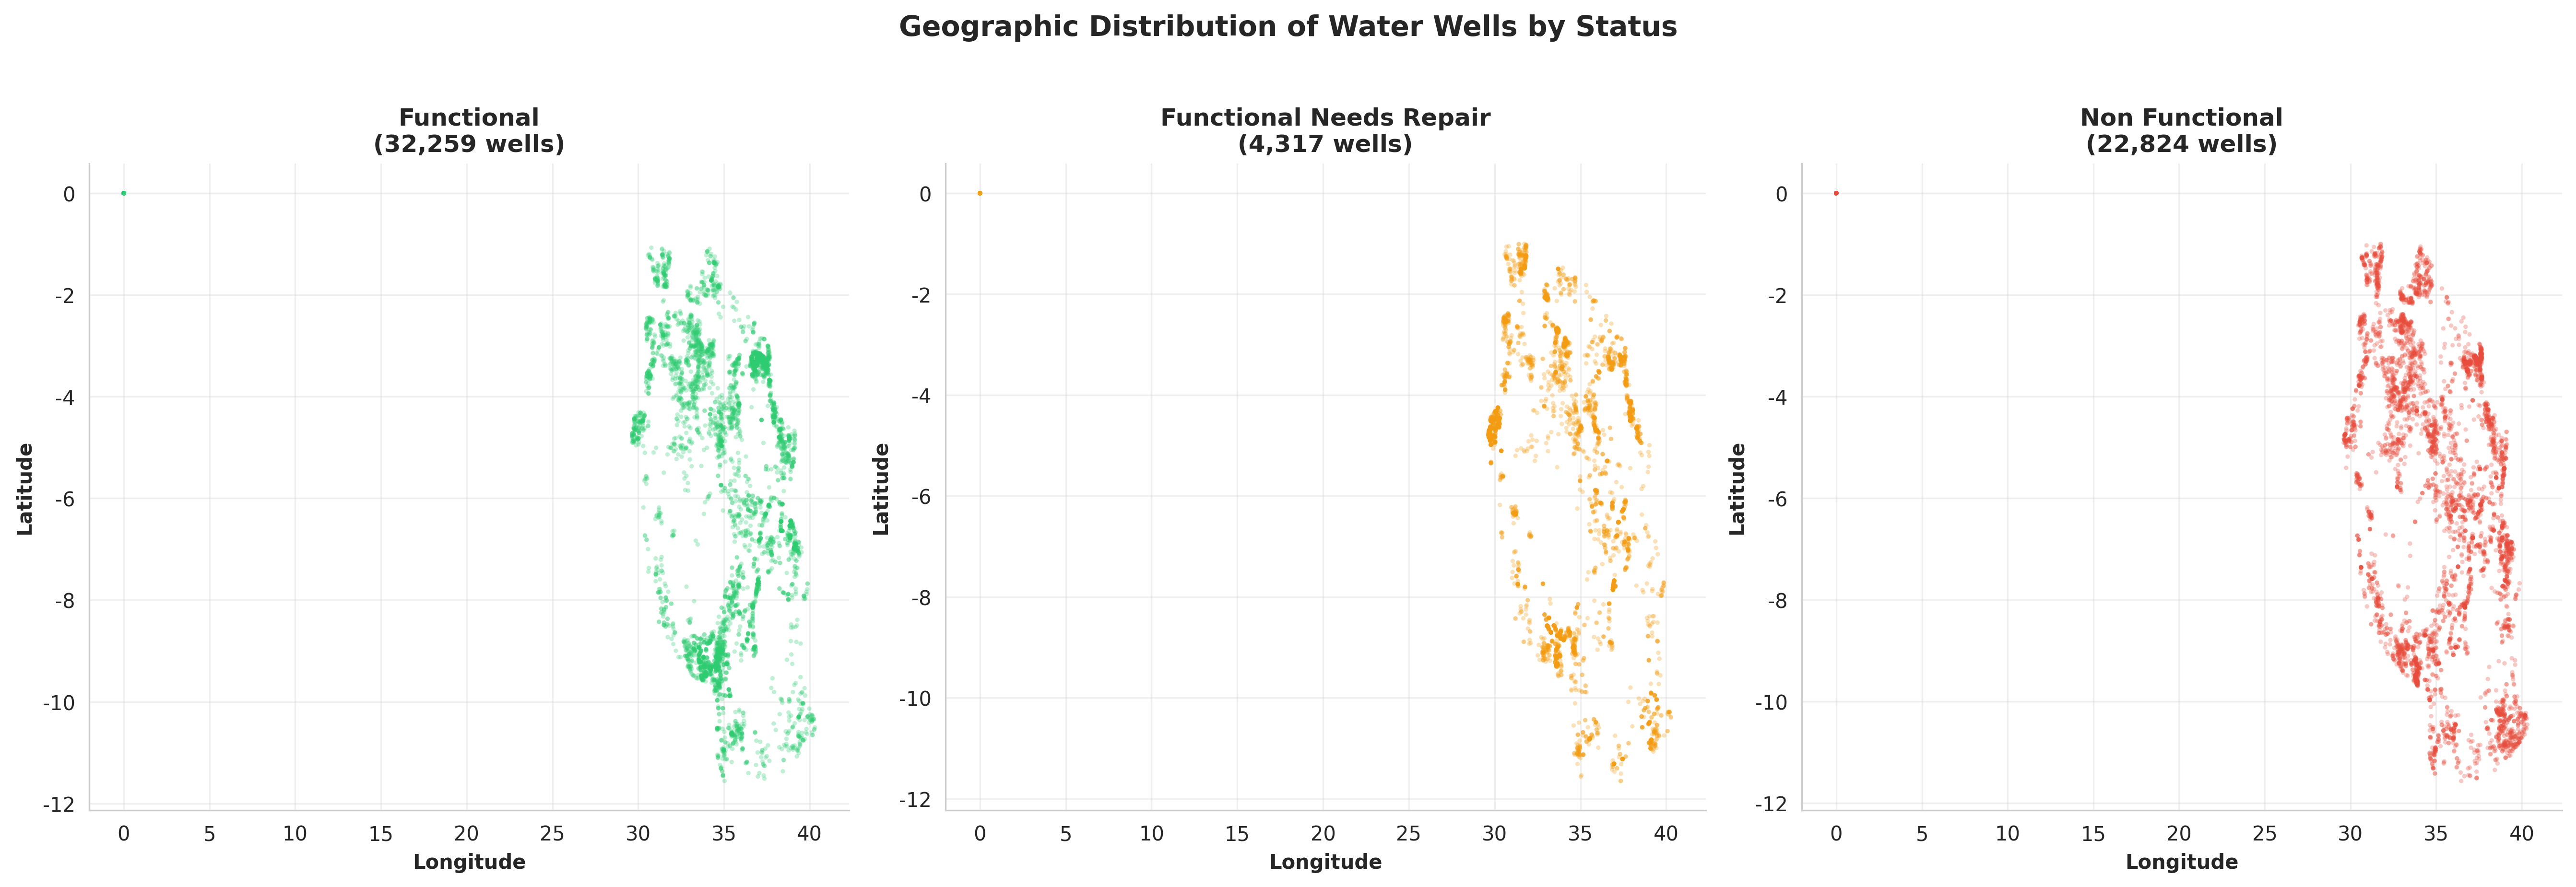 Geographic Distribution of Water Wells by Status
Functional
(32,259 wells)
0
-2
-4
-6
-8
-10
-12
Latitude
0 5 10 15 20 25 30 35 40
Longitude
Functional Needs Repair
(4,317 wells)
0
-2
-4
-6
-8
-10
-12
Latitude
0 5 10 15 20 25 30 35 40
Longitude
Non Functional
(22,824 wells)
0
-2
-4
-6
-8
-10
-12
Latitude
0 5 10 15 20 25 30 35 40
Longitude